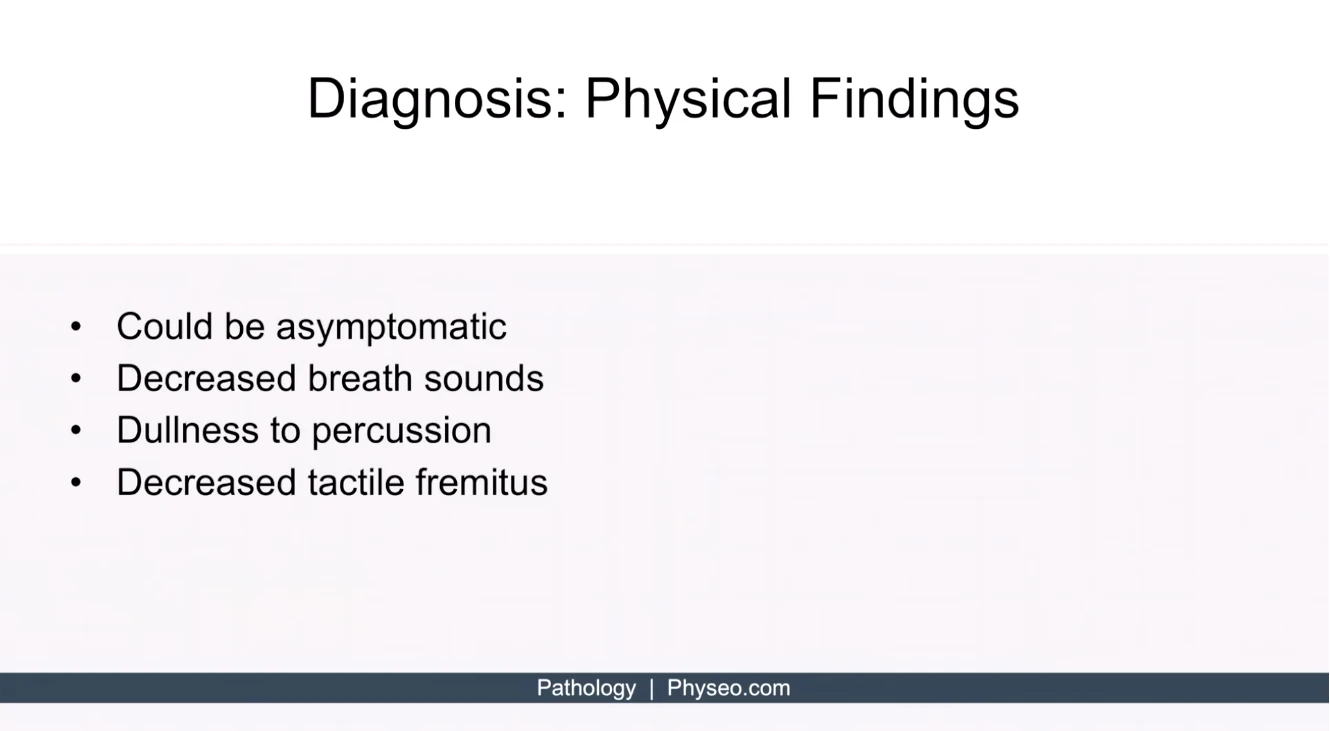 Diagnosis: Physical Findings
• Could be asymptomatic
• Decreased breath sounds
• Dullness to percussion
• Decreased tactile fremitus
Pathology | Physeo.com